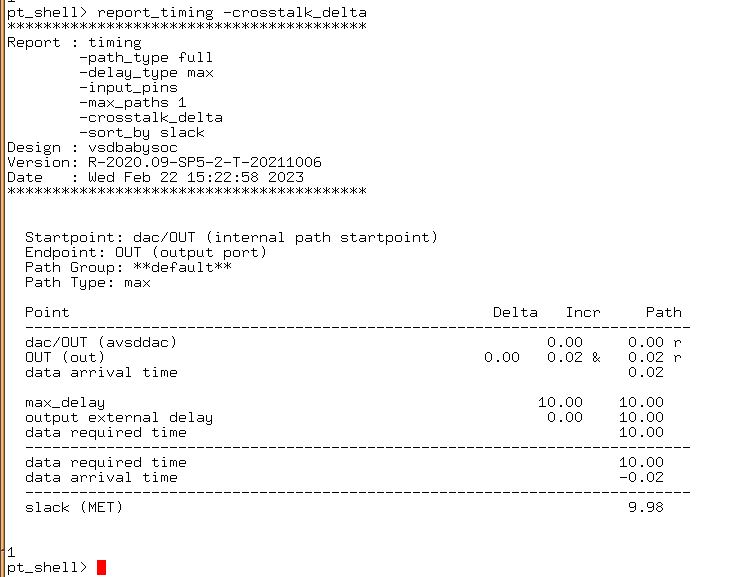 pt_shell> report_timing -crosstalk_delta
****************************************
Report : timing
        -path_type full
        -delay_type max
        -input_pins
        -max_paths 1
        -crosstalk_delta
        -sort_by slack
Design : vsdbabysoc
Version: R-2020.09-SP5-2-T-20211006
Date   : Wed Feb 22 15:22:58 2023
****************************************

  Startpoint: dac/OUT (internal path startpoint)
  Endpoint: OUT (output port)
  Path Group: **default**
  Path Type: max

  Point                                               Delta   Incr     Path
  --------------------------------------------------------------------------
  dac/OUT (avsddac)                                         0.00     0.00 r
  OUT (out)                                          0.00   0.02 &   0.02 r
  data arrival time                                                  0.02

  max_delay                                                10.00    10.00
  output external delay                                     0.00    10.00
  data required time                                                10.00
  --------------------------------------------------------------------------
  data required time                                                10.00
  data arrival time                                                 -0.02
  --------------------------------------------------------------------------
  slack (MET)                                                        9.98

1
pt_shell>